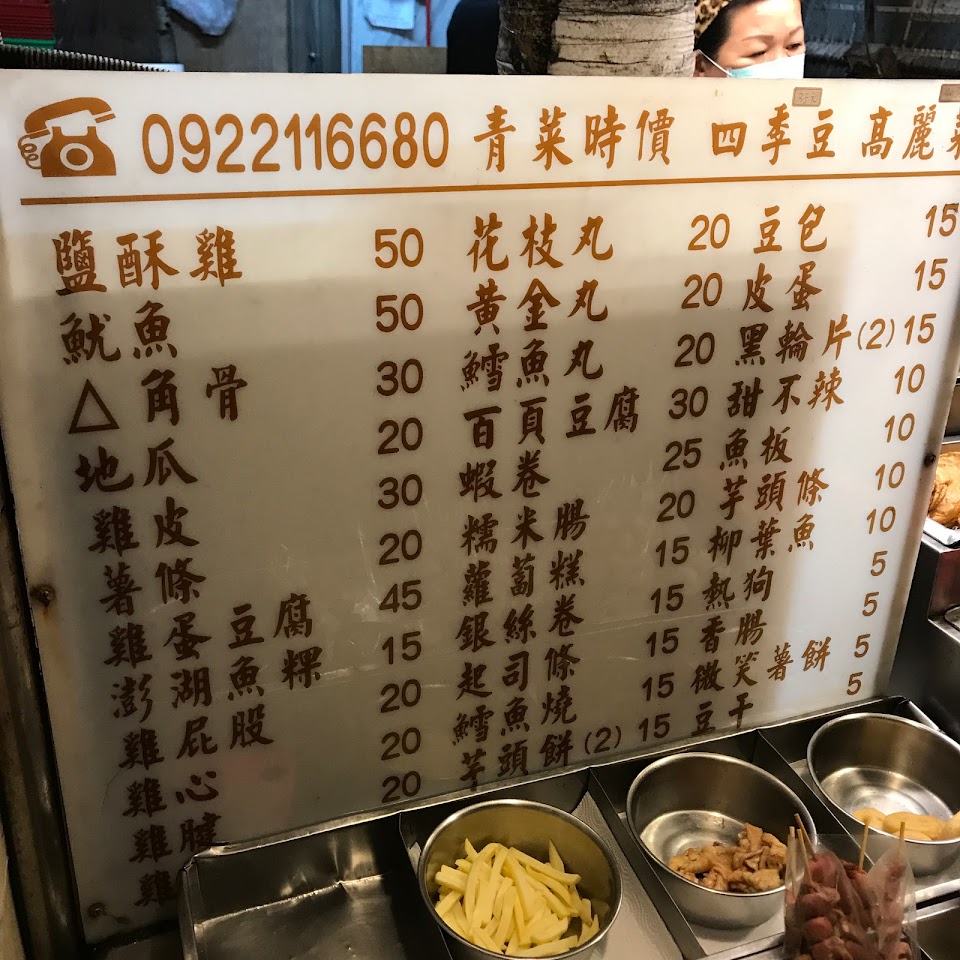 0922116680 青菜時價 四季豆 高麗菜
鹽酥雞 50 花枝丸 20 豆包 15
魷魚 50 黃金丸 20 皮蛋 15
△角骨 30 鱈魚丸 20 黑輪片(2) 15
地瓜 20 百頁豆腐 30 甜不辣 10
雞皮 30 蝦卷 25 魚板 10
薯條 20 糯米腸 20 芋頭條 10
雞蛋豆腐 45 蘿蔔糕 15 柳葉魚 10
澎湖魚粿 15 銀絲卷 15 熱狗 5
雞屁股 20 起司條 15 香腸 5
雞心 20 鱈魚燒 15 微笑薯餅 5
雞腱 20 芋頭餅(2) 15 豆干 5
雞